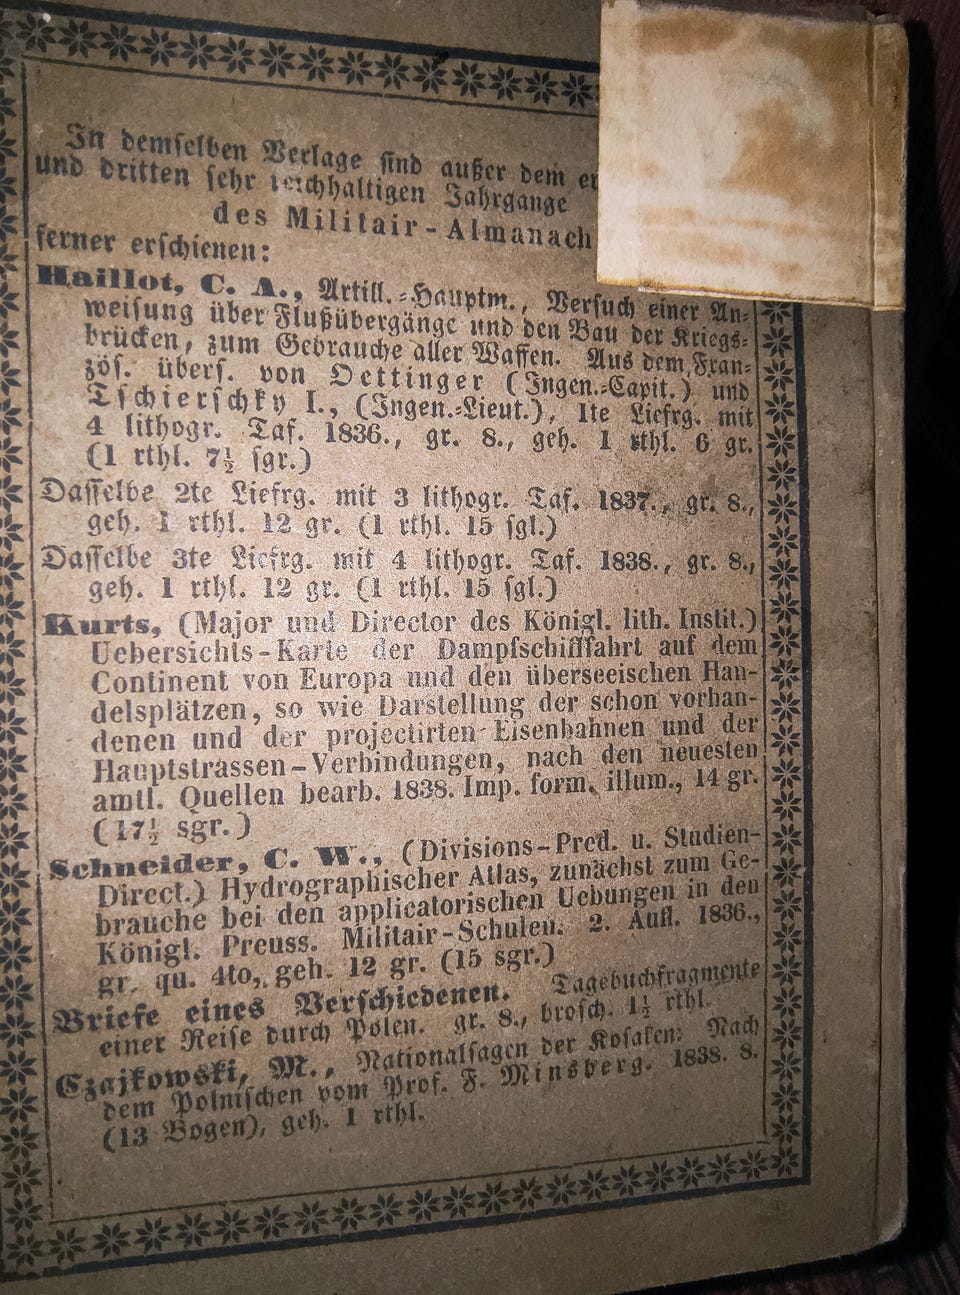 In demselben Verlage sind außer dem
und dritten sehr reichhaltigen Jahrgange
des Militair-Almanach
ferner erschienen:
Haillot, C. A., Artill.-Hauptm., Versuch einer An-
weisung über Flußübergänge und den Bau der Kriegs-
brücken, zum Gebrauche aller Waffen. Aus dem Fran-
zös. übers. von Oettinger (Ingen.-Capit.) und
Tschierschky I., (Ingen.-Lieut.), 1te Liefrg. mit
4 lithogr. Taf. 1836., gr. 8., geh. 1 rthl. 6 gr.
(1 rthl. 7½ sgr.)
Dasselbe 2te Liefrg. mit 3 lithogr. Taf. 1837., gr. 8.,
geh. 1 rthl. 12 gr. (1 rthl. 15 sgl.)
Dasselbe 3te Liefrg. mit 4 lithogr. Taf. 1838., gr. 8.,
geh. 1 rthl. 12 gr. (1 rthl. 15 sgl.)
Kurts, (Major und Director des Königl. lith. Instit.)
Uebersichts-Karte der Dampfschifffahrt auf dem
Continent von Europa und den überseeischen Han-
delsplätzen, so wie Darstellung der schon vorhan-
denen und der projectirten Eisenbahnen und der
Hauptstrassen-Verbindungen, nach den neuesten
amtl. Quellen bearb. 1838. Imp. form. illum., 14 gr.
(17½ sgr.)
Schneider, C. W., (Divisions-Pred. u. Studien-
Direct.) Hydrographischer Atlas, zunächst zum Ge-
brauche bei den applicatorischen Uebungen in den
Königl. Preuss. Militair-Schulen. 2. Aufl. 1836.,
gr. qu. 4to, geh. 12 gr. (15 sgr.)
Briefe eines Verschiedenen. Tagebuchfragmente
einer Reise durch Polen. gr. 8., brosch. 1½ rthl.
Czajkowski, M., Nationalsagen der Kosaken. Nach
dem Polnischen vom Prof. F. Minsberg. 1838. 8.
(13 Bogen), geh. 1 rthl.